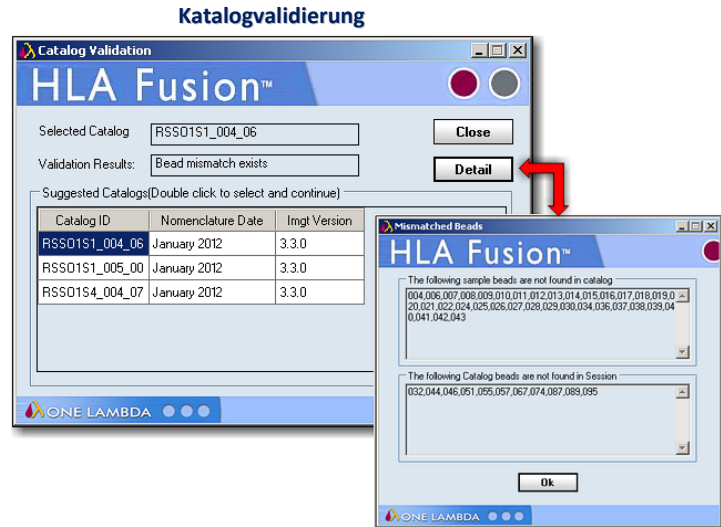 Katalogvalidierung
Catalog Validation
HLA Fusion™
Selected Catalog
RSSO1S1_004_06
Close
Validation Results:
Bead mismatch exists
Detail
Suggested Catalogs(Double click to select and continue)
Catalog ID Nomenclature Date Imgt Version
RSSO1S1_004_06 January 2012 3.3.0
RSSO1S1_005_00 January 2012 3.3.0
RSSO1S4_004_07 January 2012 3.3.0
ONE LAMBDA
Mismatched Beads
HLA Fusion™
The following sample beads are not found in catalog
004,006,007,008,009,010,011,012,013,014,015,016,017,018,019,0
20,021,022,024,025,026,027,028,029,030,034,036,037,038,039,04
0,041,042,043
The following Catalog beads are not found in Session
032,044,046,051,055,057,067,074,087,089,095
Ok
ONE LAMBDA